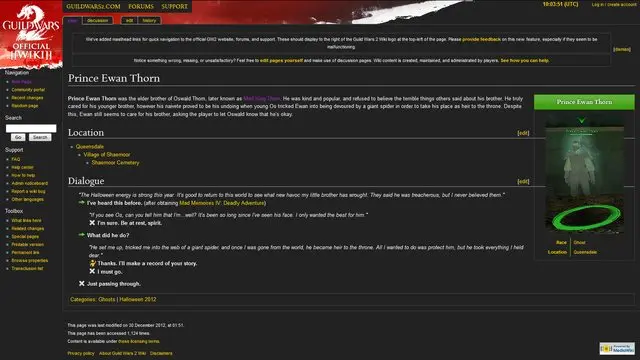 GUILDWARS2.COM FORUMS SUPPORT
10:03:51 (UTC)
Log in / create account
GUILD WARS 2
OFFICIAL
WIKI
discussion
edit
history
We've added masthead links for quick navigation to the official GW2 website, forums, and support. These should display to the right of the Guild Wars 2 Wiki logo at the top-left of the page. Please provide feedback on this new feature, especially if they seem to be
malfunctioning.
[dismiss]
Notice something wrong, missing, or unsatisfactory? Feel free to edit pages yourself and make use of discussion pages. Wiki content is created, maintained, and administrated by players. See how you can help.
Navigation
Main Page
Community portal
Recent changes
Random page
Search
Go Search
Support
FAQ
Help center
How to help
Admin noticeboard
Report a wiki bug
Other languages
Toolbox
What links here
Related changes
Special pages
Printable version
Permanent link
Browse properties
Transclusion list
Prince Ewan Thorn
Prince Ewan Thorn was the elder brother of Oswald Thorn, later known as Mad King Thorn. He was kind and popular, and refused to believe the terrible things others said about his brother. He truly
cared for his younger brother, however his naivete proved to be his undoing when young Os tricked Ewan into being devoured by a giant spider in order to take his place as heir to the throne. Despite
this, Ewan still seems to care for his brother, asking the player to let Oswald know that he's okay.
Prince Ewan Thorn
Race Ghost
Location Queensdale
Location [edit]
Queensdale
Village of Shaemoor
Shaemoor Cemetery
Dialogue [edit]
"The Halloween energy is strong this year. It's good to return to this world to see what new havoc my little brother has wrought. They said he was treacherous, but I never believed them."
I've heard this before. (after obtaining Mad Memories IV: Deadly Adventure)
"If you see Os, can you tell him that I'm...well? It's been so long since I've seen his face. I only wanted the best for him."
I'm sure. Be at rest, spirit.
What did he do?
"He set me up, tricked me into the web of a giant spider, and once I was gone from the world, he became heir to the throne. All I wanted to do was protect him, but he took everything I held
dear."
Thanks. I'll make a record of your story.
I must go.
Just passing through.
Categories: Ghosts | Halloween 2012
This page was last modified on 30 December 2012, at 01:51.
This page has been accessed 1,124 times.
Content is available under these licensing terms.
Privacy policy About Guild Wars 2 Wiki Disclaimers
Powered by
MediaWiki